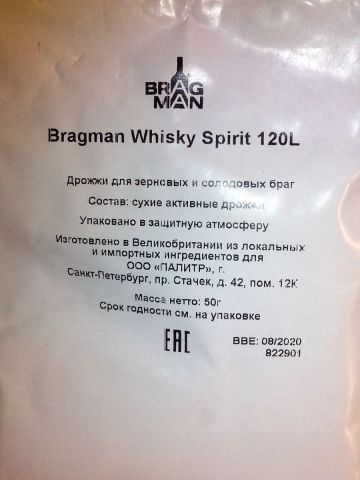 BRAG
MAN
Bragman Whisky Spirit 120L
Дрожжи для зерновых и солодовых браг
Состав: сухие активные дрожжи
Упаковано в защитную атмосферу
Изготовлено в Великобритании из локальных
и импортных ингредиентов для
ООО «ПАЛИТР», г.
Санкт-Петербург, пр. Стачек, д. 42, пом. 12К
Масса нетто: 50г
Срок годности см. на упаковке
EAC
BBE: 08/2020
822901